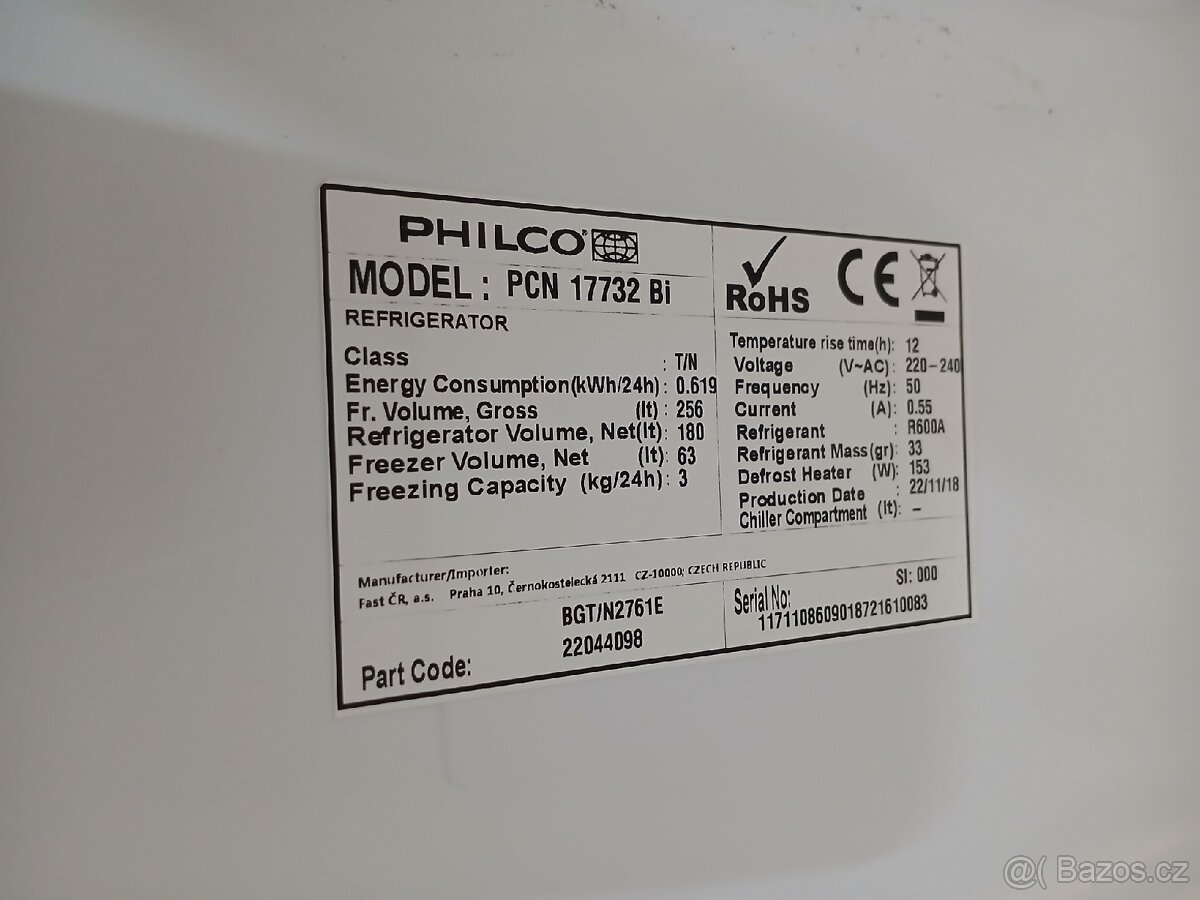 PHILCO®
MODEL : PCN 17732 Bi
REFRIGERATOR
Class : T/N
Energy Consumption(kWh/24h) : 0.619
Fr. Volume, Gross (lt) : 256
Refrigerator Volume, Net(lt) : 180
Freezer Volume, Net (lt) : 63
Freezing Capacity (kg/24h) : 3
RoHS CE
Temperature rise time(h): 12
Voltage (V~AC) : 220-240
Frequency (Hz): 50
Current (A): 0.55
Refrigerant : R600A
Refrigerant Mass(gr): 33
Defrost Heater (W): 153
Production Date : 22/11/18
Chiller Compartment (lt): –
Manufacturer/Importer:
Fast ČR, a.s. Praha 10, Černokostelecká 2111 CZ-10000; CZECH REPUBLIC
Part Code: BGT/N2761E
22044098
SI: 000
Serial No:
1171108609018721610083
@( Bazos.cz